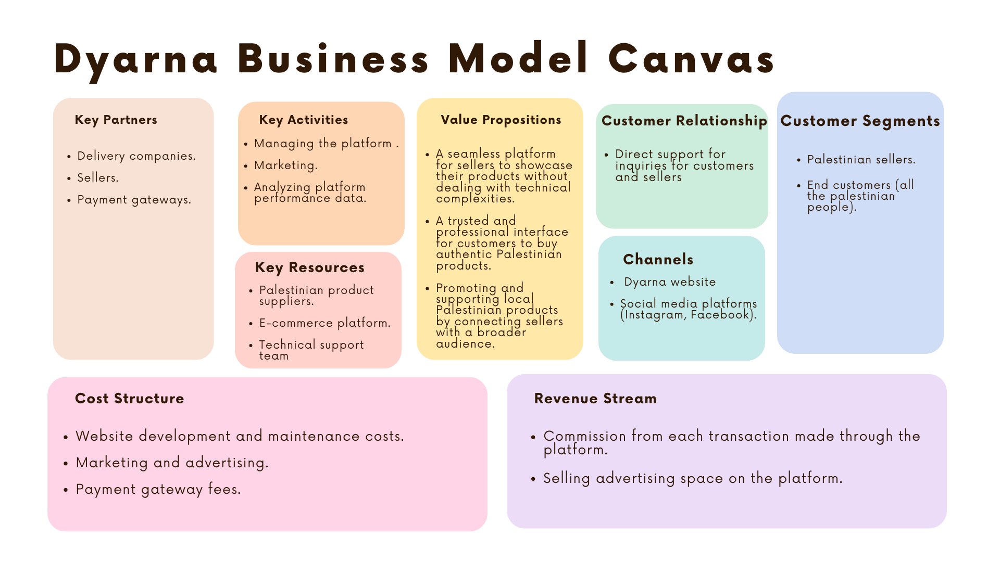 Dyarna Business Model Canvas
Key Partners
• Delivery companies.
• Sellers.
• Payment gateways.
Key Activities
• Managing the platform .
• Marketing.
• Analyzing platform
performance data.
Key Resources
• Palestinian product
suppliers.
• E-commerce platform.
• Technical support
team
Value Propositions
• A seamless platform
for sellers to showcase
their products without
dealing with technical
complexities.
• A trusted and
professional interface
for customers to buy
authentic Palestinian
products.
• Promoting and
supporting local
Palestinian products
by connecting sellers
with a broader
audience.
Customer Relationship
• Direct support for
inquiries for customers
and sellers
Channels
• Dyarna website
• Social media platforms
(Instagram, Facebook).
Customer Segments
• Palestinian sellers.
• End customers (all
the palestinian
people).
Cost Structure
• Website development and maintenance costs.
• Marketing and advertising.
• Payment gateway fees.
Revenue Stream
• Commission from each transaction made through the
platform.
• Selling advertising space on the platform.